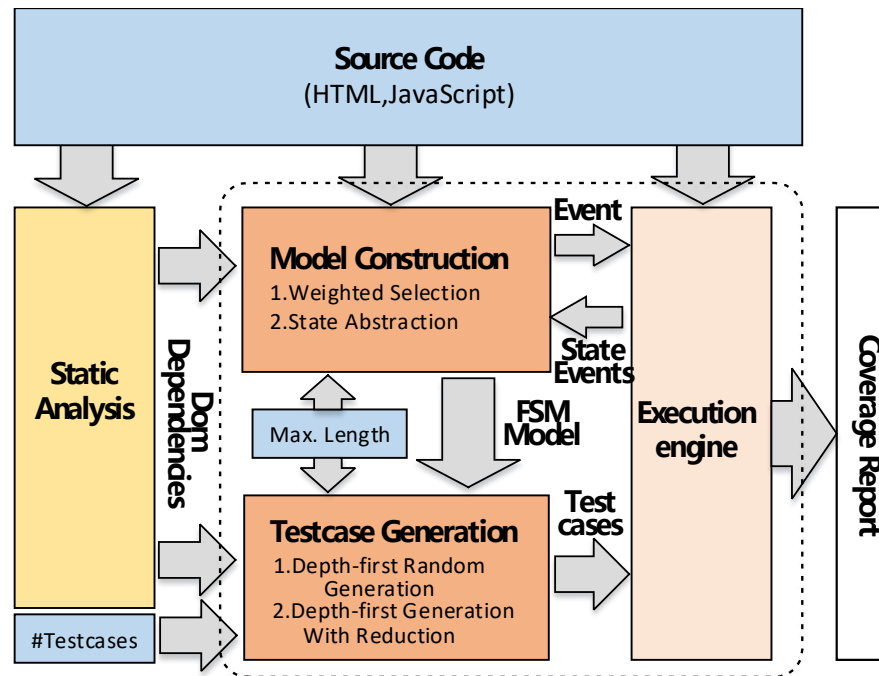 Source Code
(HTML,JavaScript)
Event
Model Construction
1.Weighted Selection
2.State Abstraction
State
Events
Static
Analysis
Dom
Dependencies
Max. Length
FSM
Model
Execution
engine
Coverage Report
Testcase Generation
1.Depth-first Random
Generation
2.Depth-first Generation
With Reduction
Test
cases
#Testcases